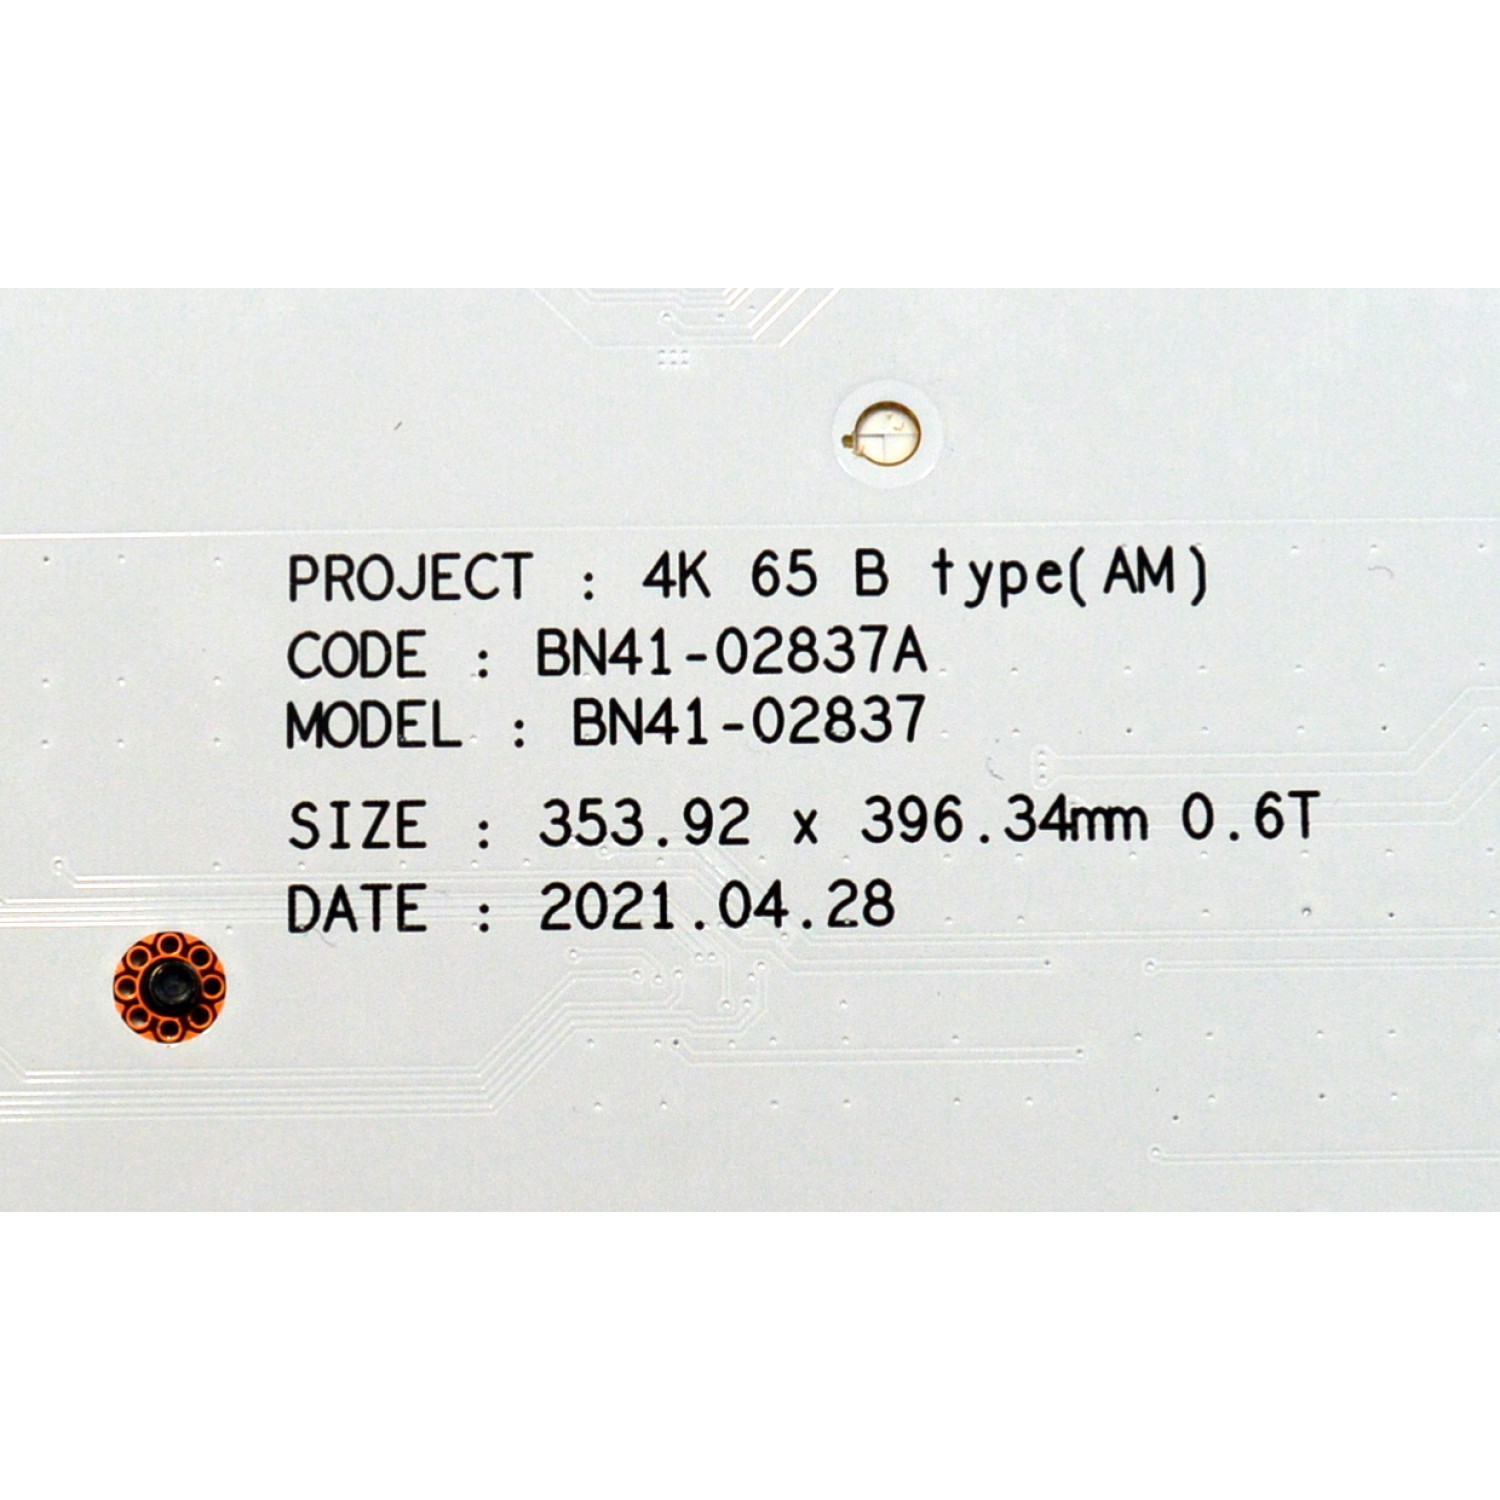 PROJECT : 4K 65 B type(AM)
CODE : BN41-02837A
MODEL : BN41-02837
SIZE : 353.92 x 396.34mm 0.6T
DATE : 2021.04.28